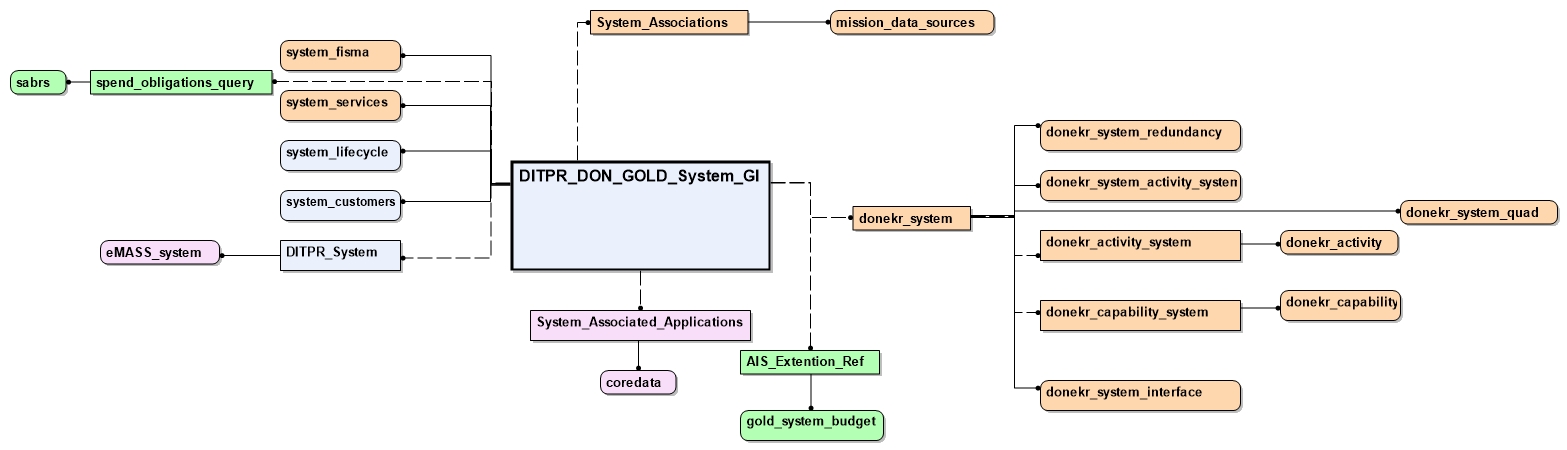 System_Associations
mission_data_sources
system_fisma
sabrs
spend_obligations_query
system_services
system_lifecycle
system_customers
eMASS_system
DITPR_System
DITPR_DON_GOLD_System_GI
System_Associated_Applications
coredata
AIS_Extention_Ref
gold_system_budget
donekr_system
donekr_system_redundancy
donekr_system_activity_system
donekr_system_quad
donekr_activity_system
donekr_activity
donekr_capability_system
donekr_capability
donekr_system_interface